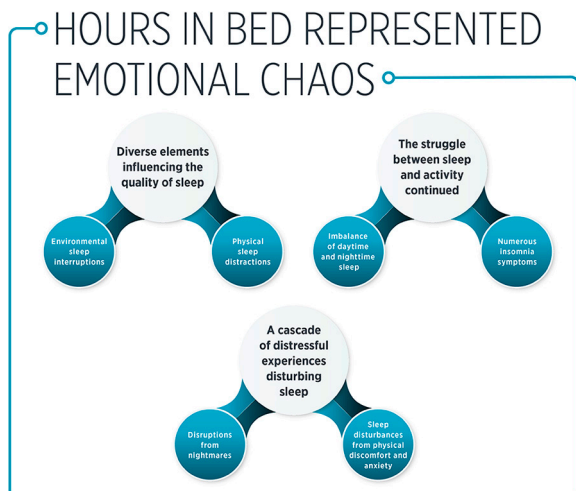 HOURS IN BED REPRESENTED
EMOTIONAL CHAOS
Diverse elements
influencing the
quality of sleep
Environmental
sleep
interruptions
Physical
sleep
distractions
The struggle
between sleep
and activity
continued
Imbalance
of daytime
and nighttime
sleep
Numerous
insomnia
symptoms
A cascade
of distressful
experiences
disturbing
sleep
Disruptions
from
nightmares
Sleep
disturbances
from physical
discomfort and
anxiety